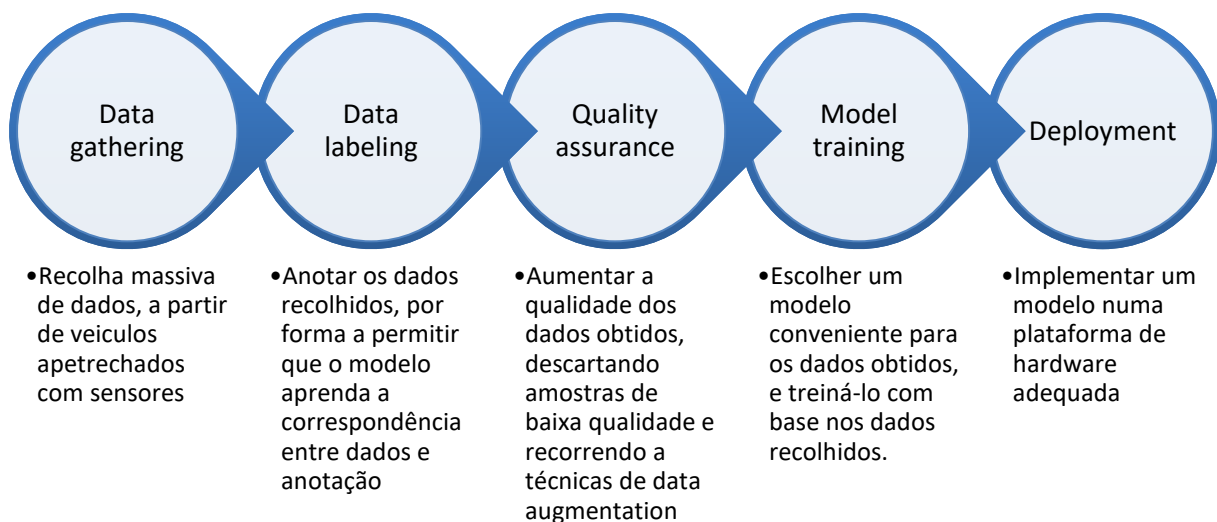 Data
gathering
Data
labeling
Quality
assurance
Model
training
Deployment
•Recolha massiva
de dados, a partir
de veiculos
apetrechados
com sensores
•Anotar os dados
recolhidos, por
forma a permitir
que o modelo
aprenda a
correspondência
entre dados e
anotação
•Aumentar a
qualidade dos
dados obtidos,
descartando
amostras de
baixa qualidade e
recorrendo a
técnicas de data
augmentation
•Escolher um
modelo
conveniente para
os dados obtidos,
e treiná-lo com
base nos dados
recolhidos.
•Implementar um
modelo numa
plataforma de
hardware
adequada